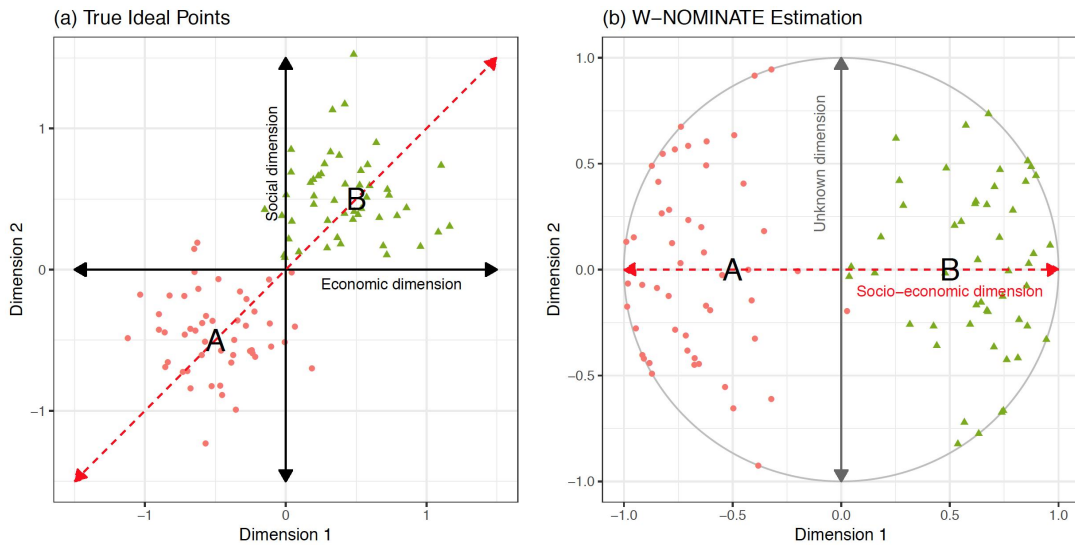 (a) True Ideal Points
Dimension 2
1
0
−1
Social dimension
B
Economic dimension
A
−1
0
1
Dimension 1
(b) W−NOMINATE Estimation
Dimension 2
1.0
0.5
0.0
−0.5
−1.0
Unknown dimension
A
B
Socio−economic dimension
−1.0
−0.5
0.0
0.5
1.0
Dimension 1